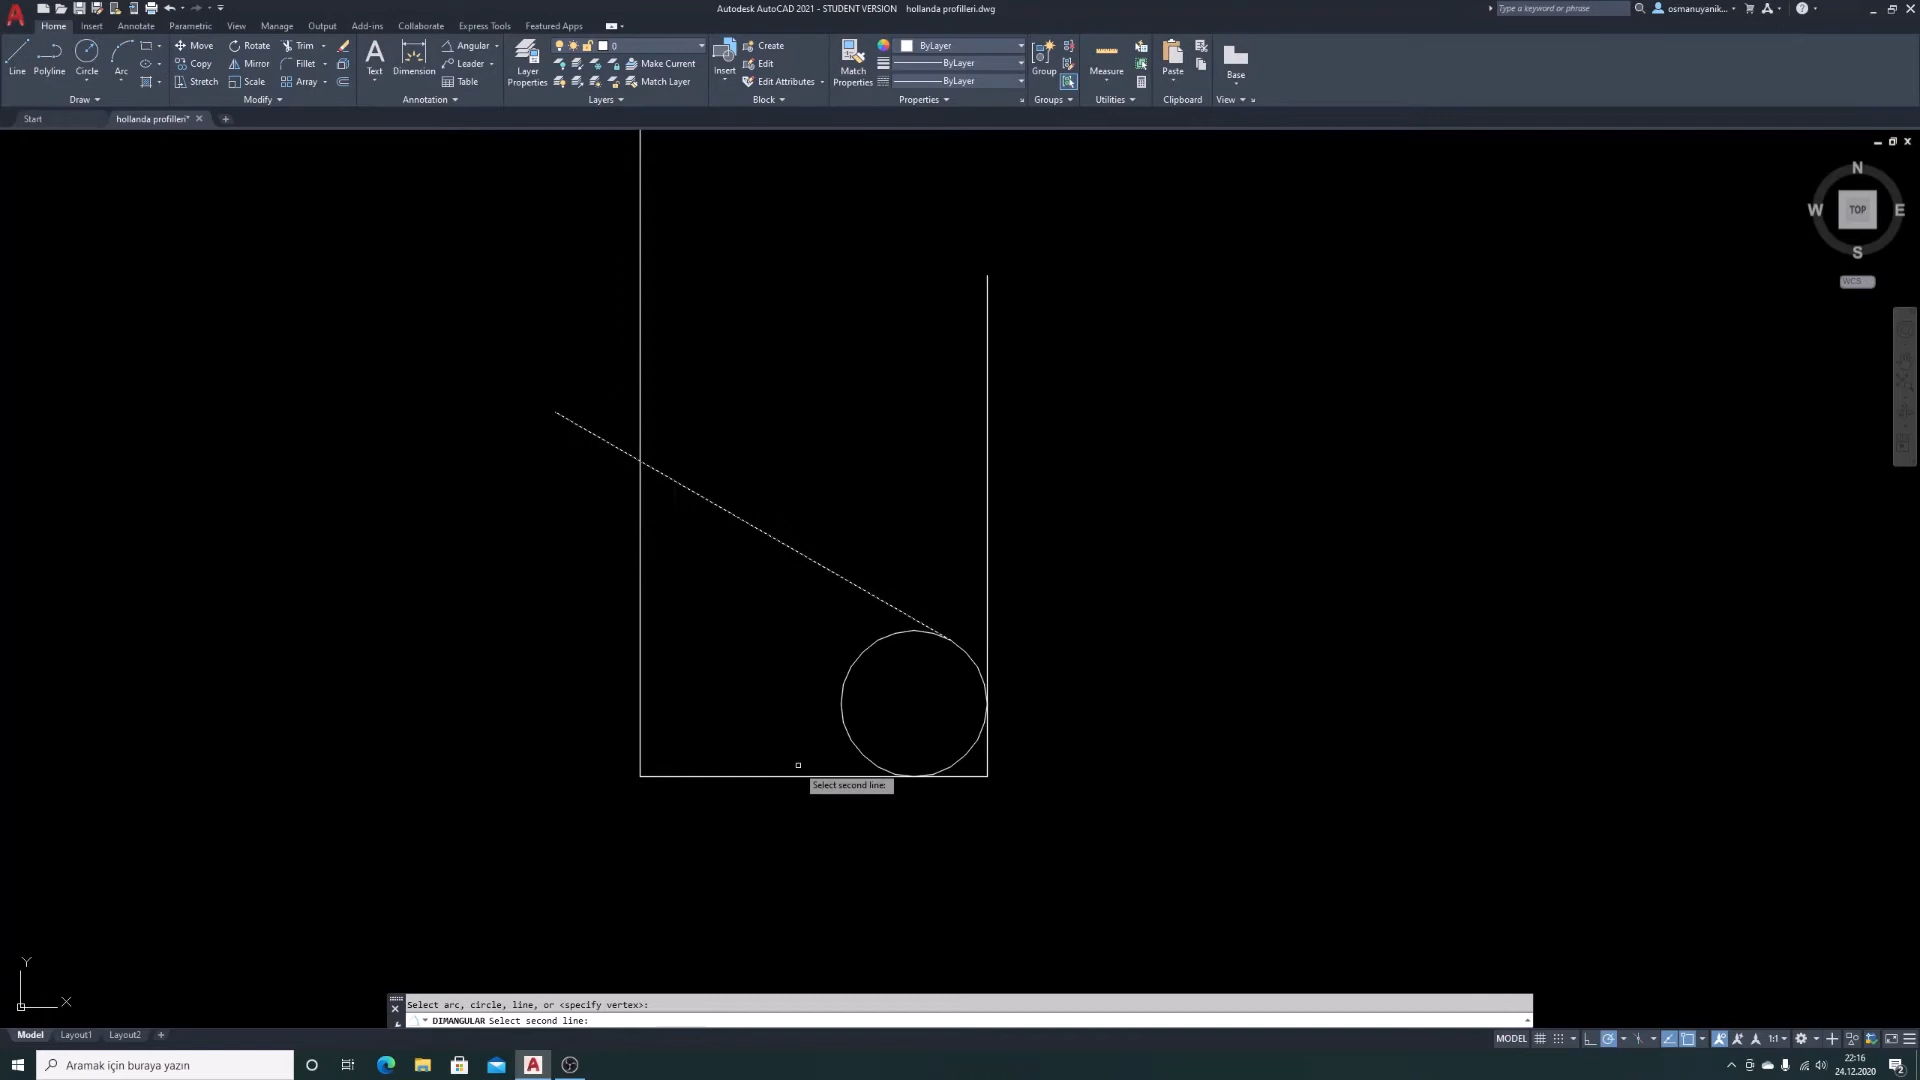 Autodesk AutoCAD 2021 - STUDENT VERSION hollanda profilleri.dwg
Type a keyword or phrase
osmanuyanik...
Home Insert Annotate Parametric View Manage Output Add-ins Collaborate Express Tools Featured Apps
Line Polyline Circle Arc
Move Rotate Trim
Copy Mirror Fillet
Stretch Scale Array
Text Dimension
Angular
Leader
Table
Layer Properties
0
Make Current
Match Layer
Insert
Create
Edit
Edit Attributes
Match Properties
ByLayer
ByLayer
ByLayer
Group
Measure
Paste
Base
Draw Modify Annotation Layers Block Properties Groups Utilities Clipboard View
Start hollanda profilleri*
N
W TOP E
S
WCS
Select second line:
Y
X
Select arc, circle, line, or <specify vertex>:
DIMANGULAR Select second line:
Model Layout1 Layout2
MODEL
1:1
Aramak için buraya yazın
22:16
24.12.2020
2